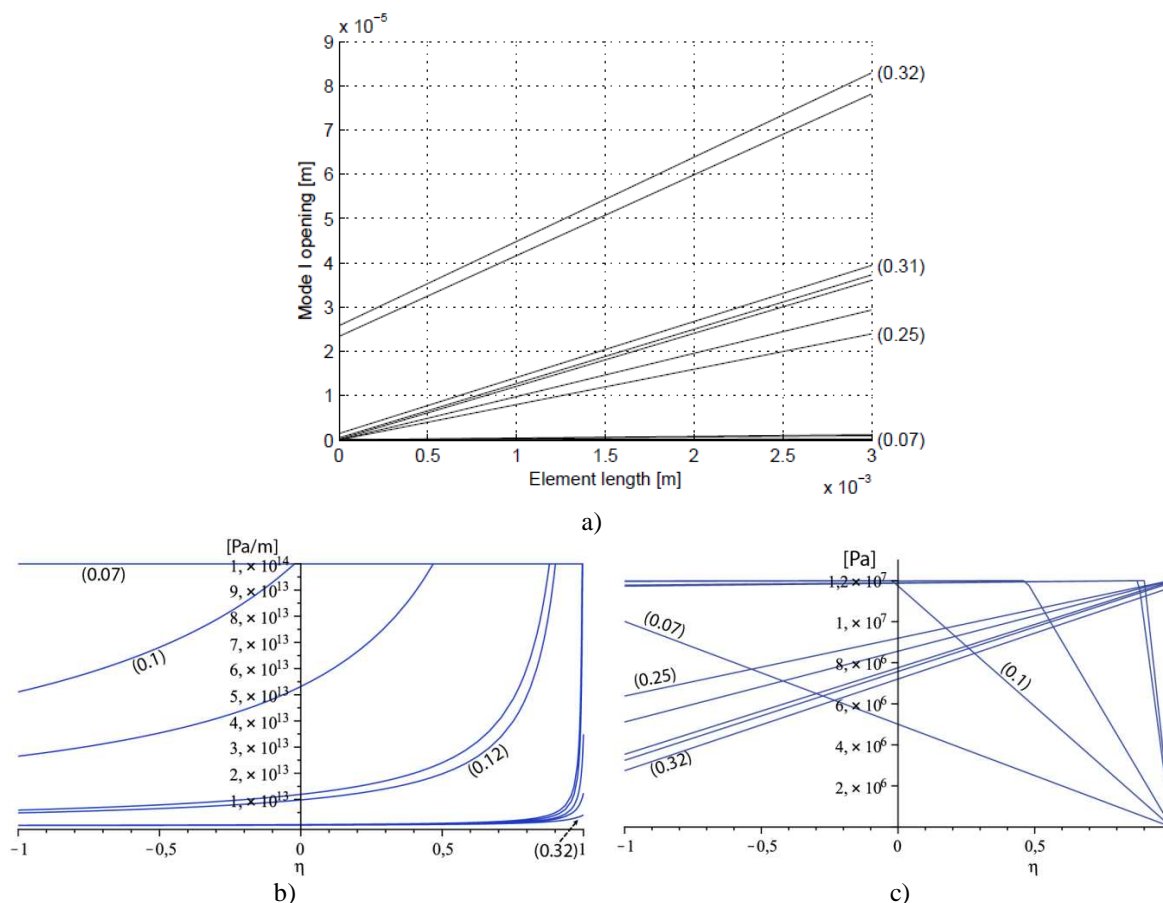 x 10⁻⁵
9
8
7
6
5
4
3
2
1
0
Mode I opening [m]
(0.32)
(0.31)
(0.25)
(0.07)
0 0.5 1 1.5 2 2.5 3
Element length [m]
x 10⁻³
a)
[Pa/m]
1, × 10¹⁴
9, × 10¹³
8, × 10¹³
7, × 10¹³
6, × 10¹³
5, × 10¹³
4, × 10¹³
3, × 10¹³
2, × 10¹³
1, × 10¹³
(0.07)
(0.1)
(0.12)
(0.32)
-1 -0,5 0 0,5 1
η
b)
[Pa]
1,2 × 10⁷
1, × 10⁷
8, × 10⁶
6, × 10⁶
4, × 10⁶
2, × 10⁶
(0.07)
(0.25)
(0.32)
(0.1)
-1 -0,5 0 0,5
η
c)